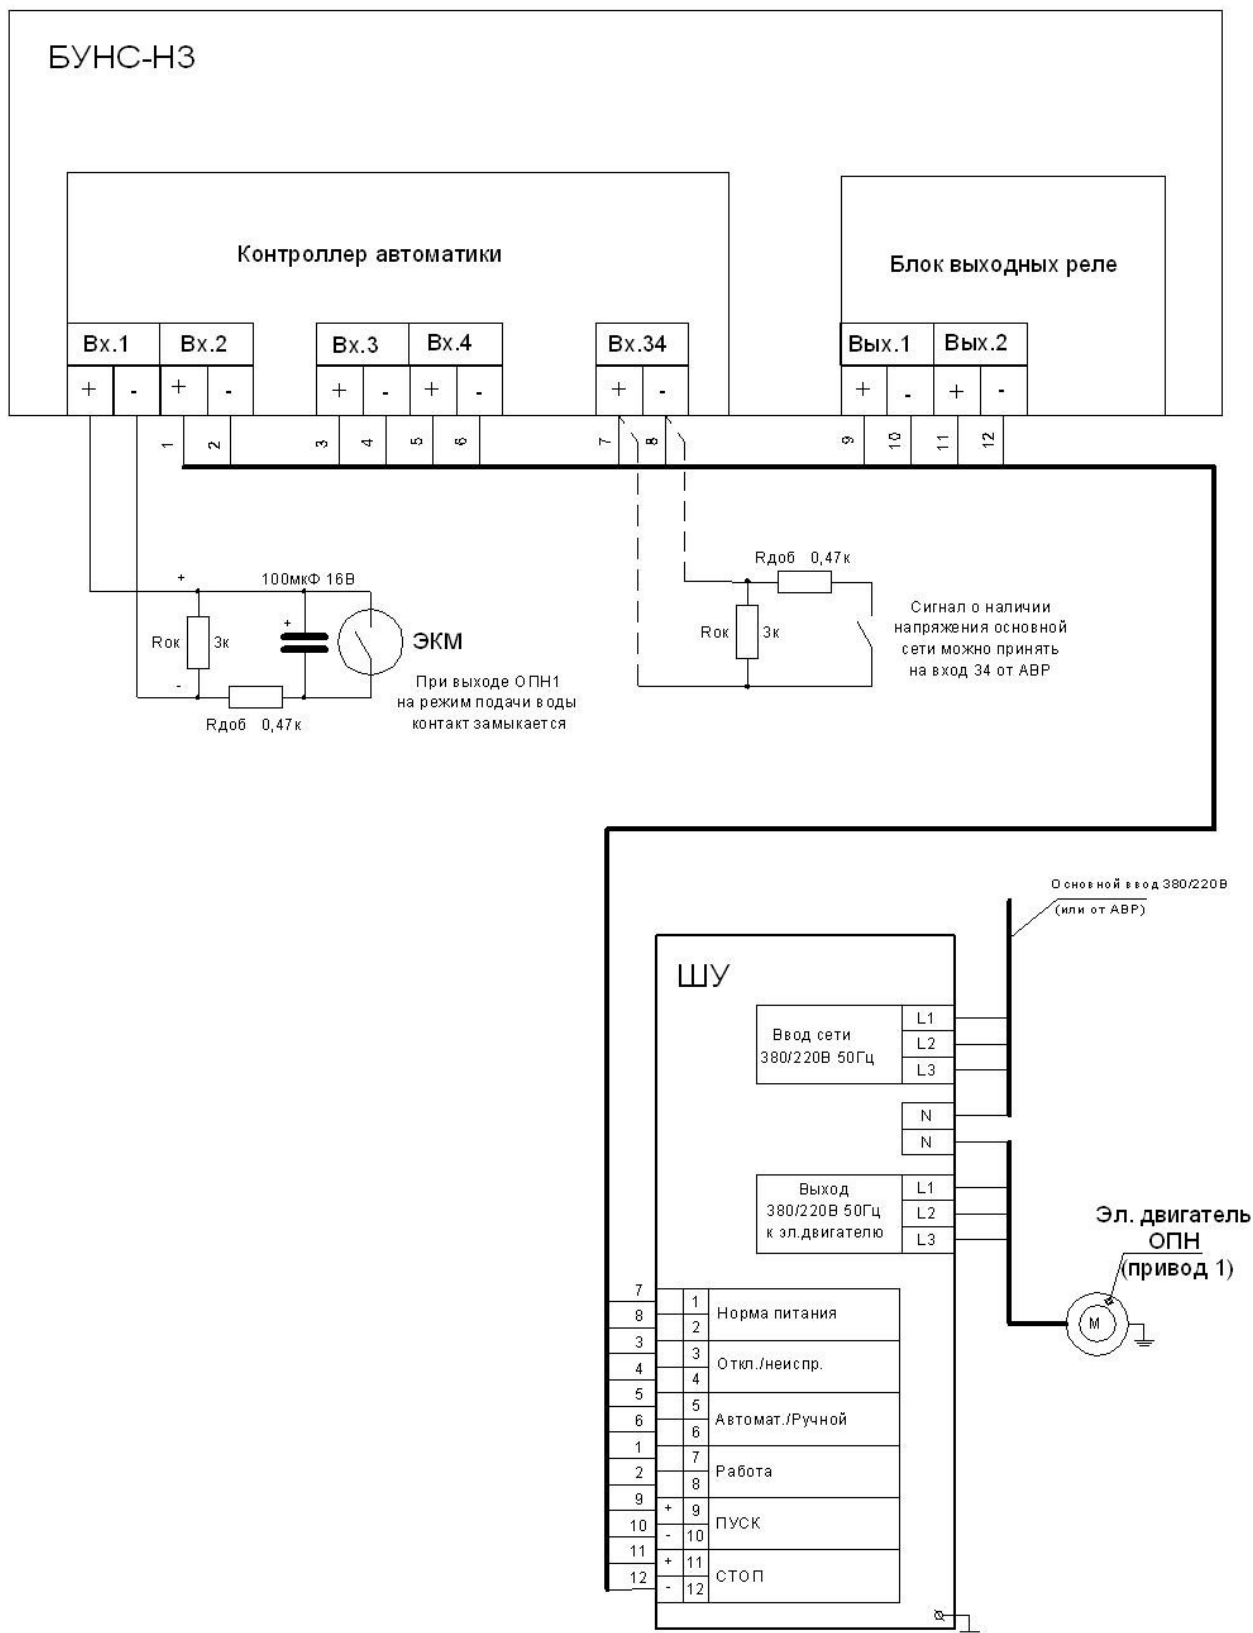 БУНС-НЗ
Контроллер автоматики
Блок выходных реле
Вх.1 Вх.2 Вх.3 Вх.4 Вх.34 Вых.1 Вых.2
+ - + - + - + - + - + - + -
1 2 3 4 5 6 7 8 9 10 11 12
Rдоб 0,47к
+ 100мкФ 16В
+
Rок 3к
ЭКМ
-
Rдоб 0,47к
При выходе ОПН1
на режим подачи воды
контакт замыкается
Rок 3к
Сигнал о наличии
напряжения основной
сети можно принять
на вход 34 от АВР
Основной ввод 380/220В
(или от АВР)
ШУ
Ввод сети
380/220В 50Гц
L1
L2
L3
N
N
Выход
380/220В 50Гц
к эл.двигателю
L1
L2
L3
Эл. двигатель
ОПН
(привод 1)
М
7 1
Норма питания
8 2
3 3
Откл./неиспр.
4 4
5 5
Автомат./Ручной
6 6
1 7
Работа
2 8
9 + 9
ПУСК
10 - 10
11 + 11
СТОП
12 - 12